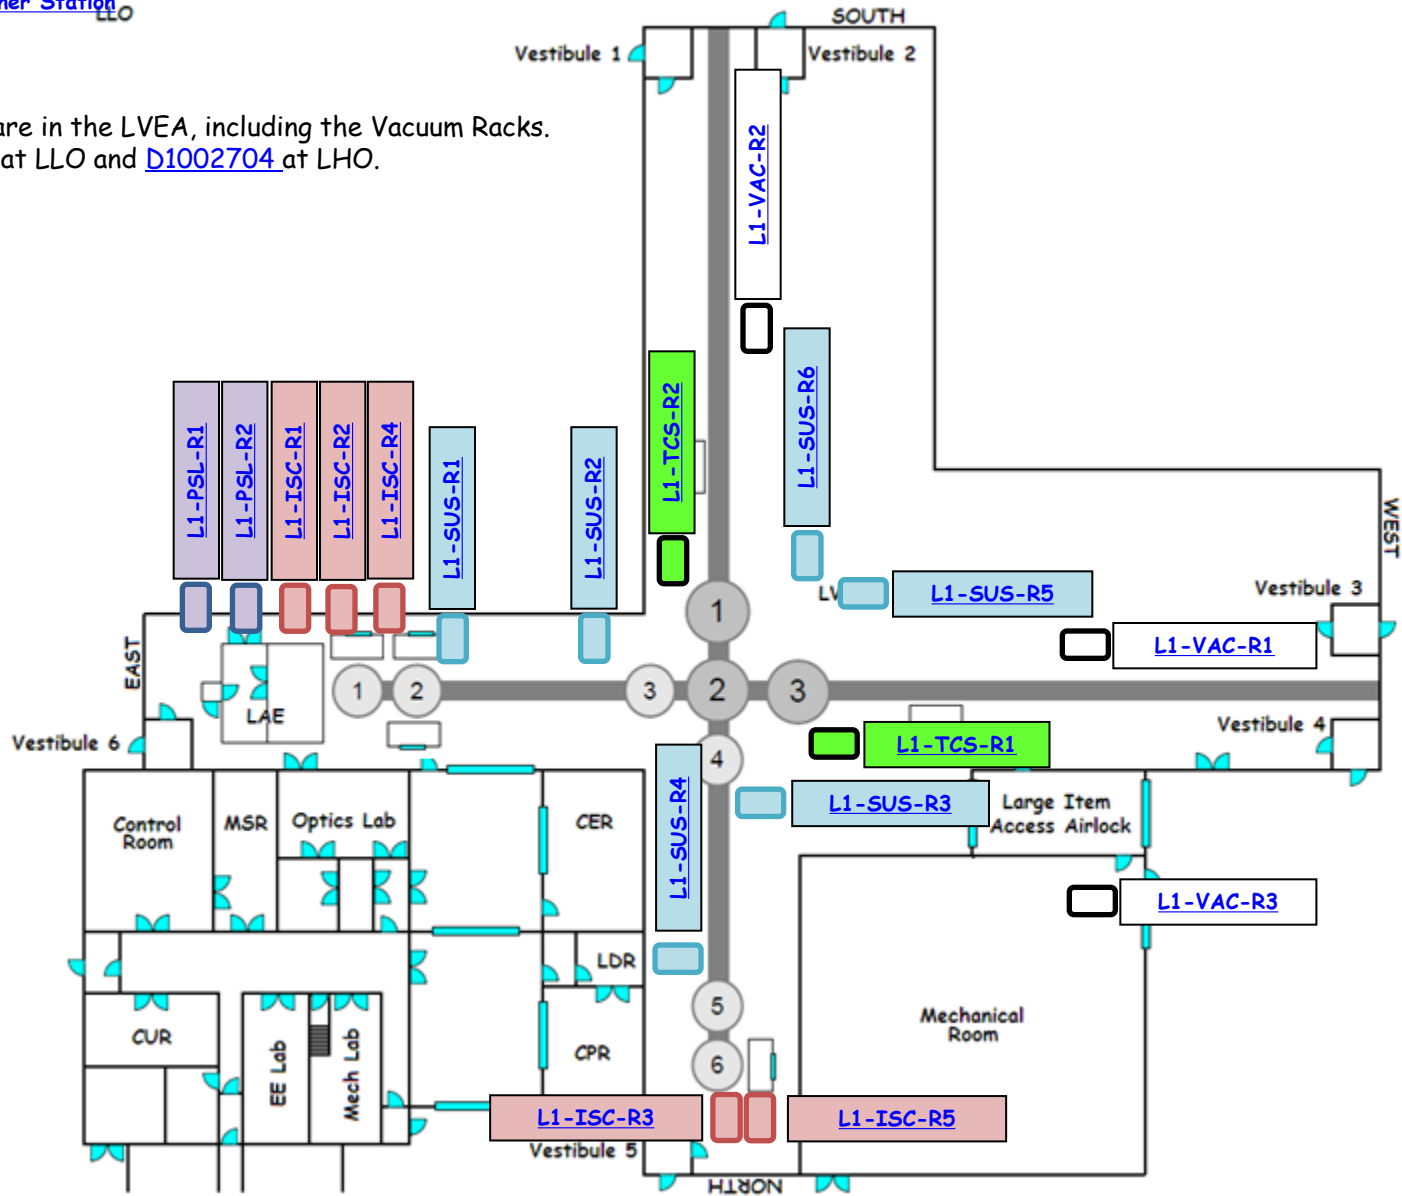 ner Station
LLO
SOUTH
Vestibule 1
Vestibule 2
are in the LVEA, including the Vacuum Racks.
at LLO and D1002704 at LHO.
L1-VAC-R2
L1-SUS-R6
L1-TCS-R2
L1-PSL-R1
L1-PSL-R2
L1-ISC-R1
L1-ISC-R2
L1-ISC-R4
L1-SUS-R1
L1-SUS-R2
WEST
LV
L1-SUS-R5
Vestibule 3
1
L1-VAC-R1
EAST
1
2
3
2
3
LAE
Vestibule 6
Vestibule 4
L1-TCS-R1
4
L1-SUS-R4
L1-SUS-R3
Large Item
Access Airlock
Control
Room
MSR
Optics Lab
CER
L1-VAC-R3
LDR
5
Mechanical
Room
CUR
EE Lab
Mech Lab
CPR
6
L1-ISC-R3
L1-ISC-R5
Vestibule 5
NORTH